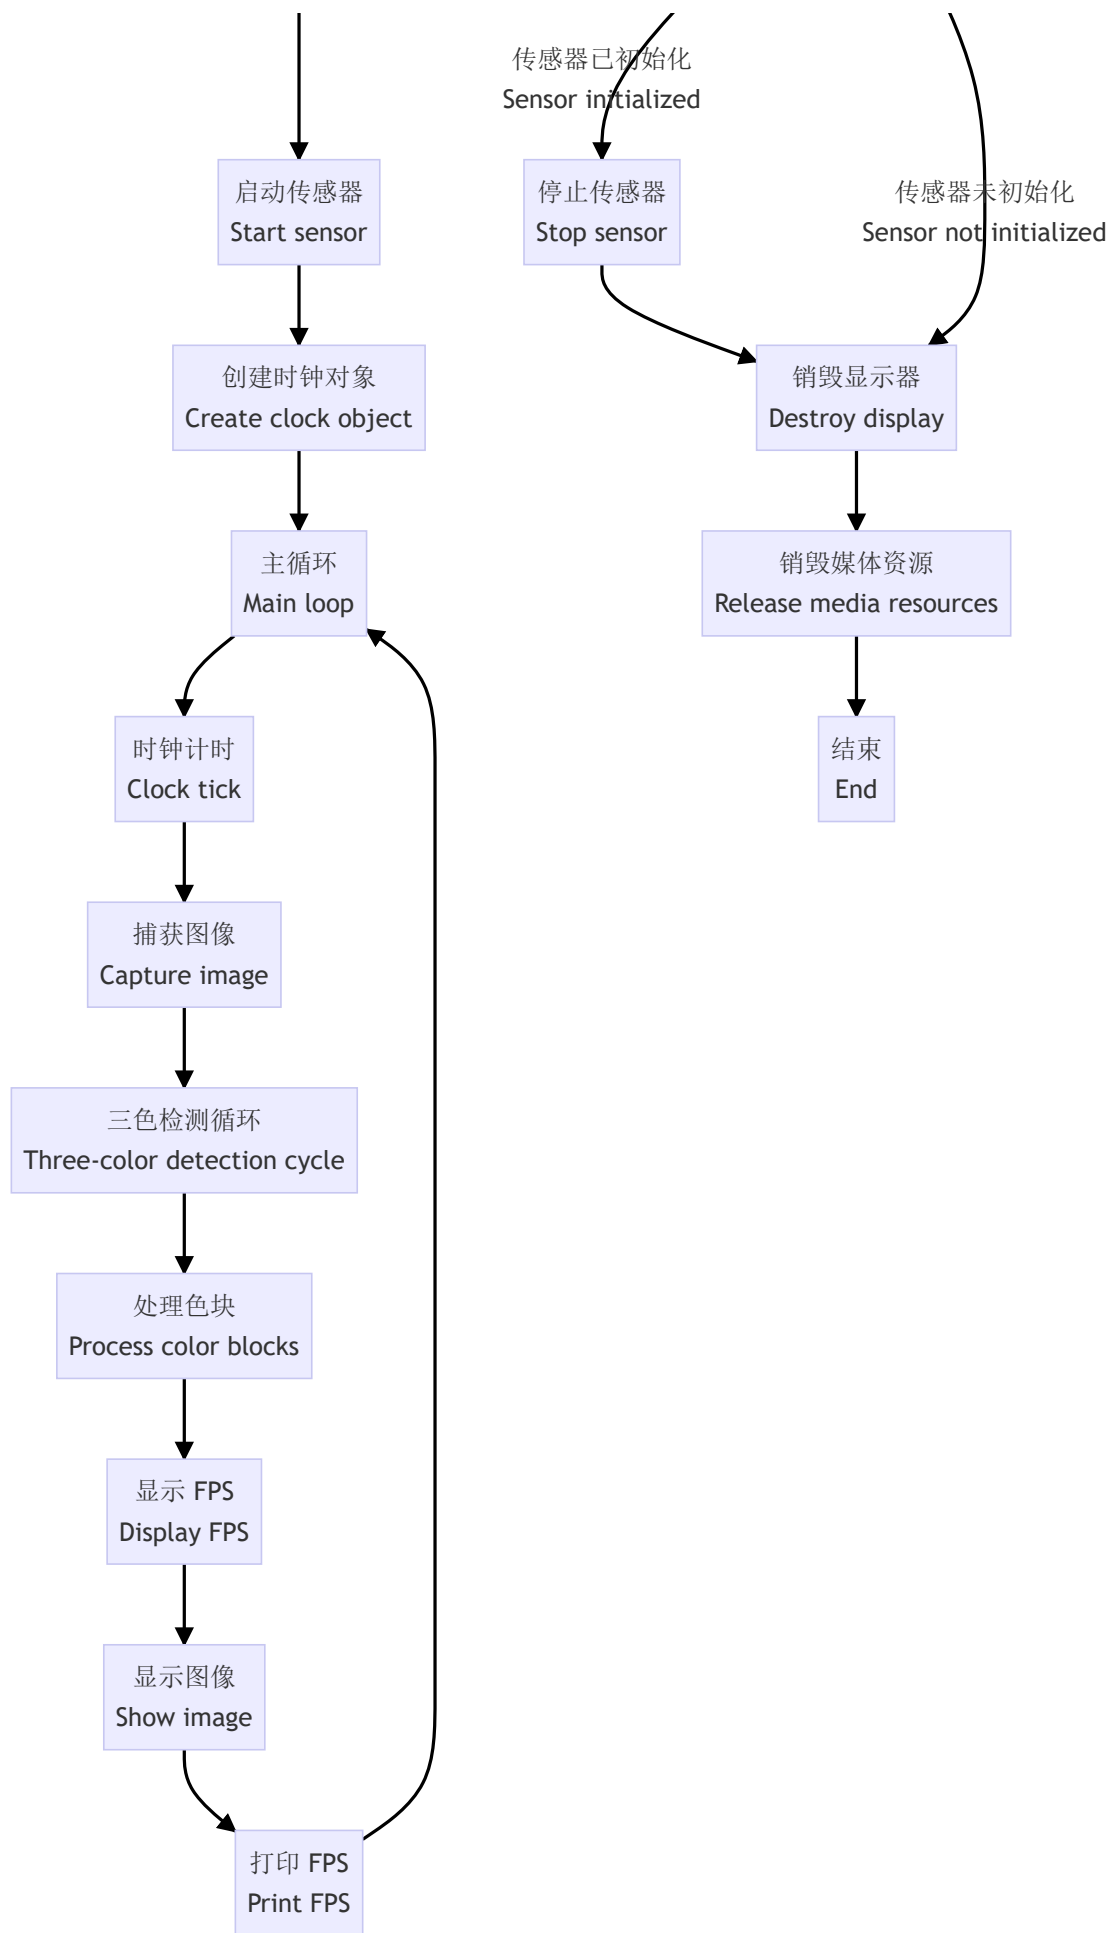 传感器已初始化
Sensor initialized
启动传感器
Start sensor
停止传感器
Stop sensor
传感器未初始化
Sensor not initialized
创建时钟对象
Create clock object
销毁显示器
Destroy display
主循环
Main loop
销毁媒体资源
Release media resources
时钟计时
Clock tick
结束
End
捕获图像
Capture image
三色检测循环
Three-color detection cycle
处理色块
Process color blocks
显示 FPS
Display FPS
显示图像
Show image
打印 FPS
Print FPS